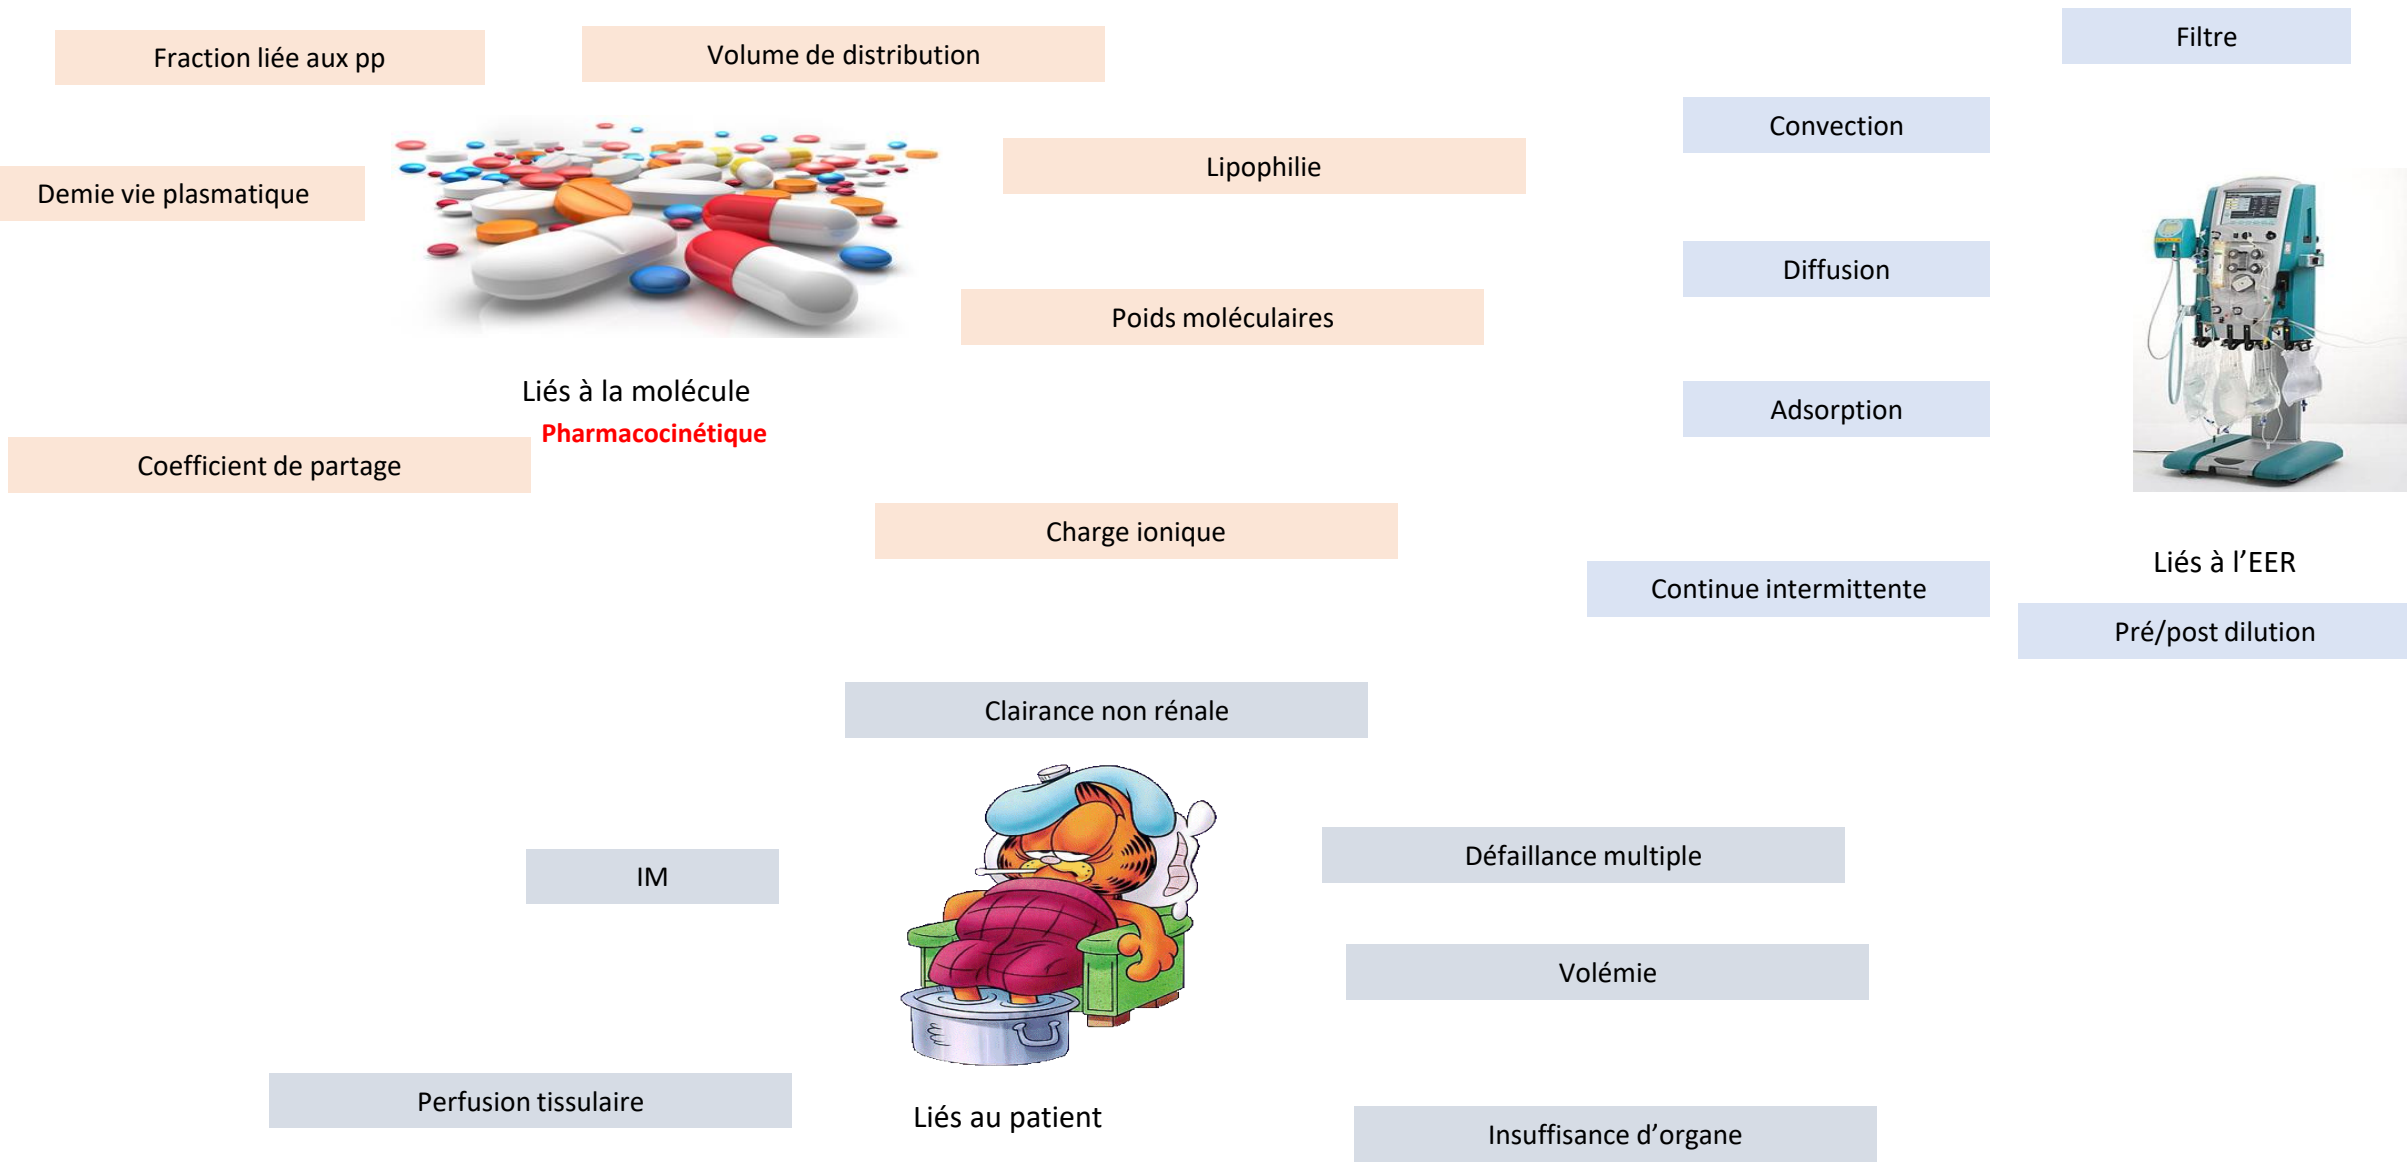 Fraction liée aux pp
Volume de distribution
Demie vie plasmatique
Lipophilie
Poids moléculaires
Liés à la molécule
Pharmacocinétique
Coefficient de partage
Charge ionique
Filtre
Convection
Diffusion
Adsorption
Liés à l’EER
Continue intermittente
Pré/post dilution
Clairance non rénale
IM
Défaillance multiple
Volémie
Perfusion tissulaire
Liés au patient
Insuffisance d’organe